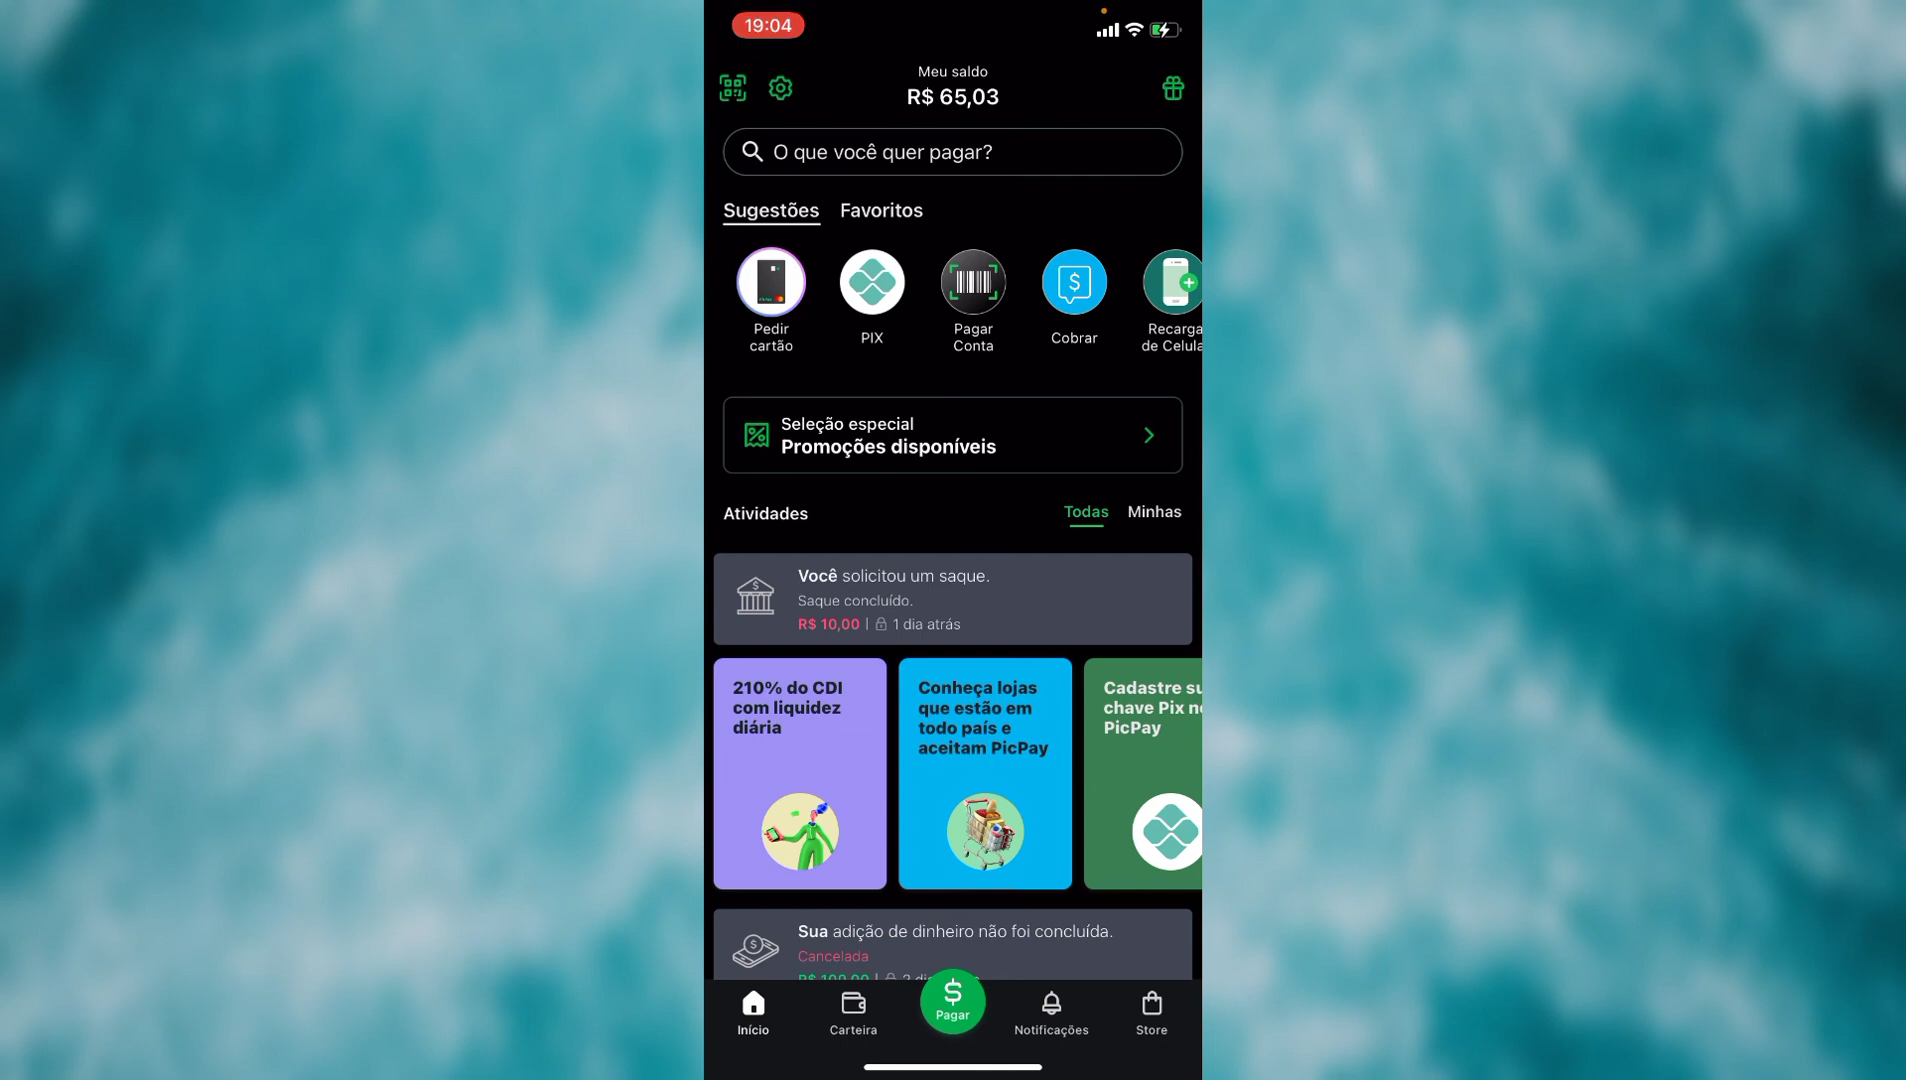 19:04
Meu saldo
R$ 65,03
O que você quer pagar?
Sugestões Favoritos
Pedir
cartão
PIX
Pagar
Conta
Cobrar
Recarga
de Celula
Seleção especial
Promoções disponíveis
Atividades
Todas Minhas
Você solicitou um saque.
Saque concluído.
R$ 10,00 | 1 dia atrás
210% do CDI
com liquidez
diária
Conheça lojas
que estão em
todo país e
aceitam PicPay
Cadastre su
chave Pix no
PicPay
Sua adição de dinheiro não foi concluída.
Cancelada
R$ 100,00 |
Início
Carteira
Pagar
Notificações
Store